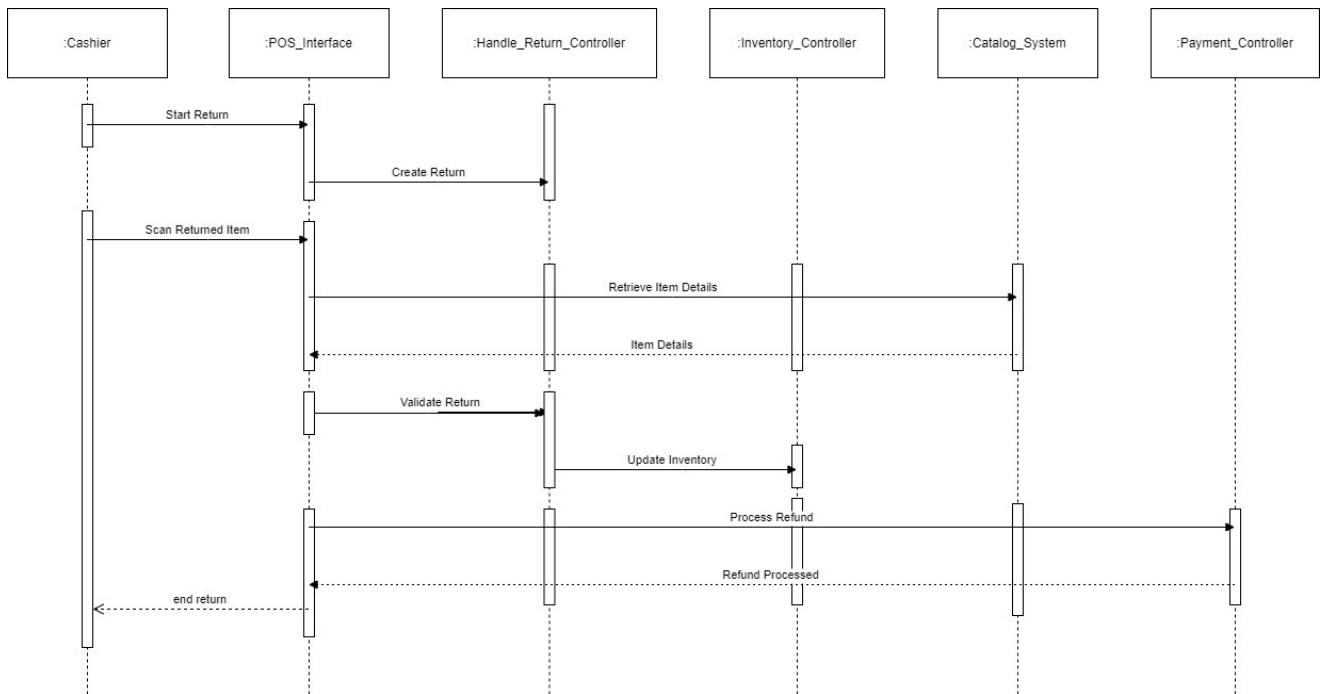 :Cashier
:POS_Interface
:Handle_Return_Controller
:Inventory_Controller
:Catalog_System
:Payment_Controller
Start Return
Create Return
Scan Returned Item
Retrieve Item Details
Item Details
Validate Return
Update Inventory
Process Refund
Refund Processed
end return